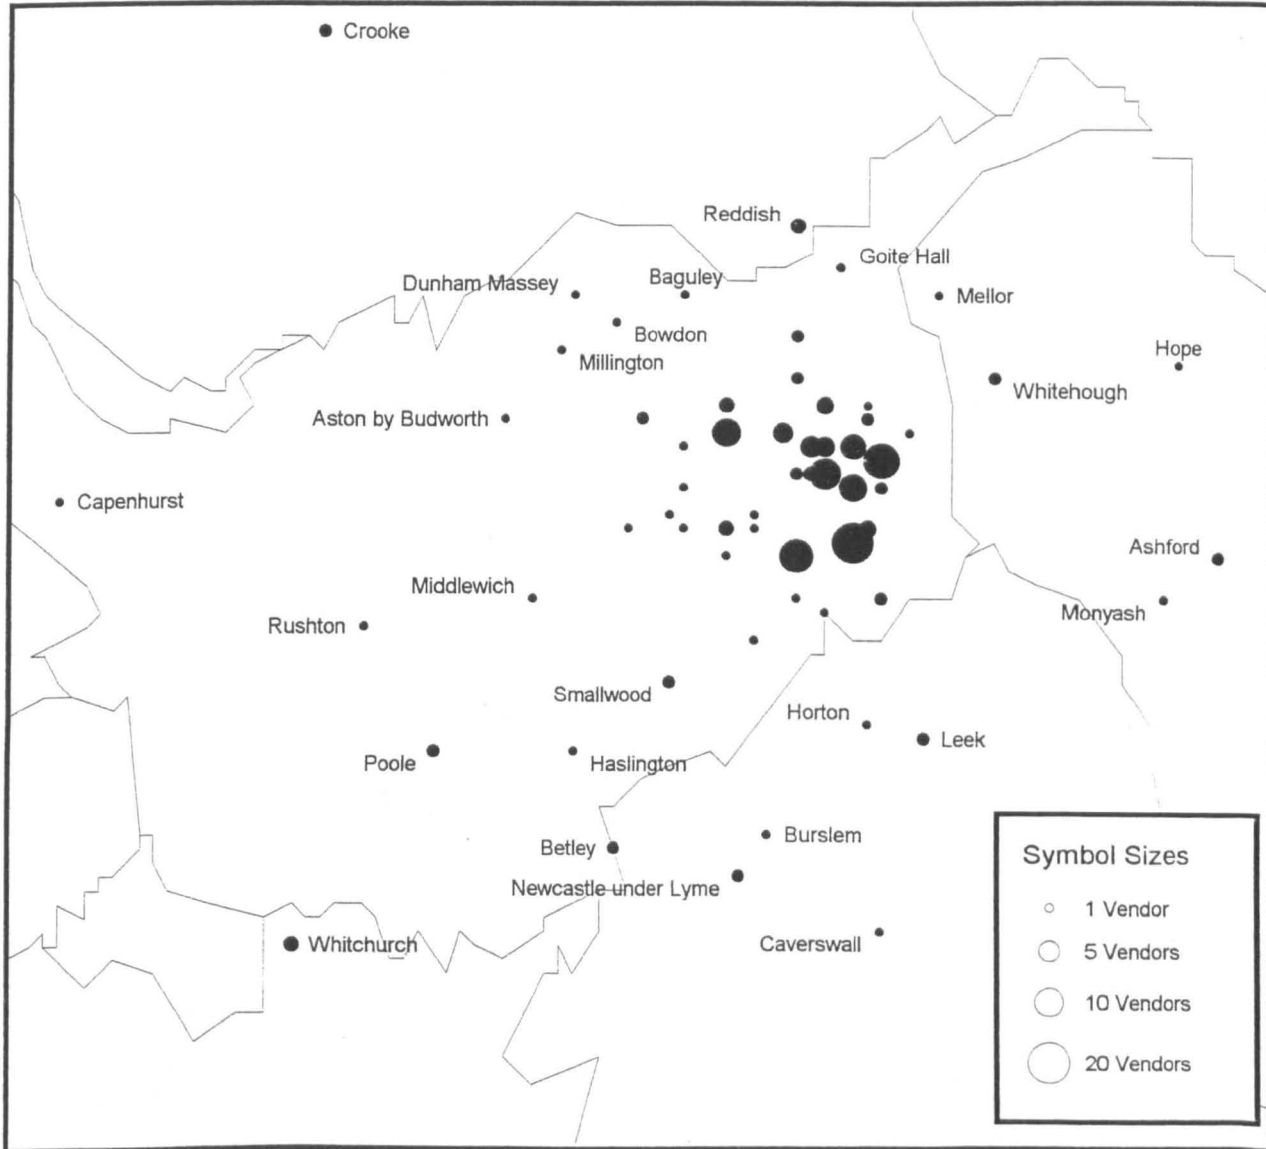 Crooke
Reddish
Goite Hall
Dunham Massey
Baguley
Mellor
Bowdon
Hope
Millington
Whitehough
Aston by Budworth
Capenhurst
Ashford
Middlewich
Monyash
Rushton
Smallwood
Horton
Leek
Poole
Haslington
Burslem
Betley
Newcastle under Lyme
Whitchurch
Caverswall
Symbol Sizes
1 Vendor
5 Vendors
10 Vendors
20 Vendors